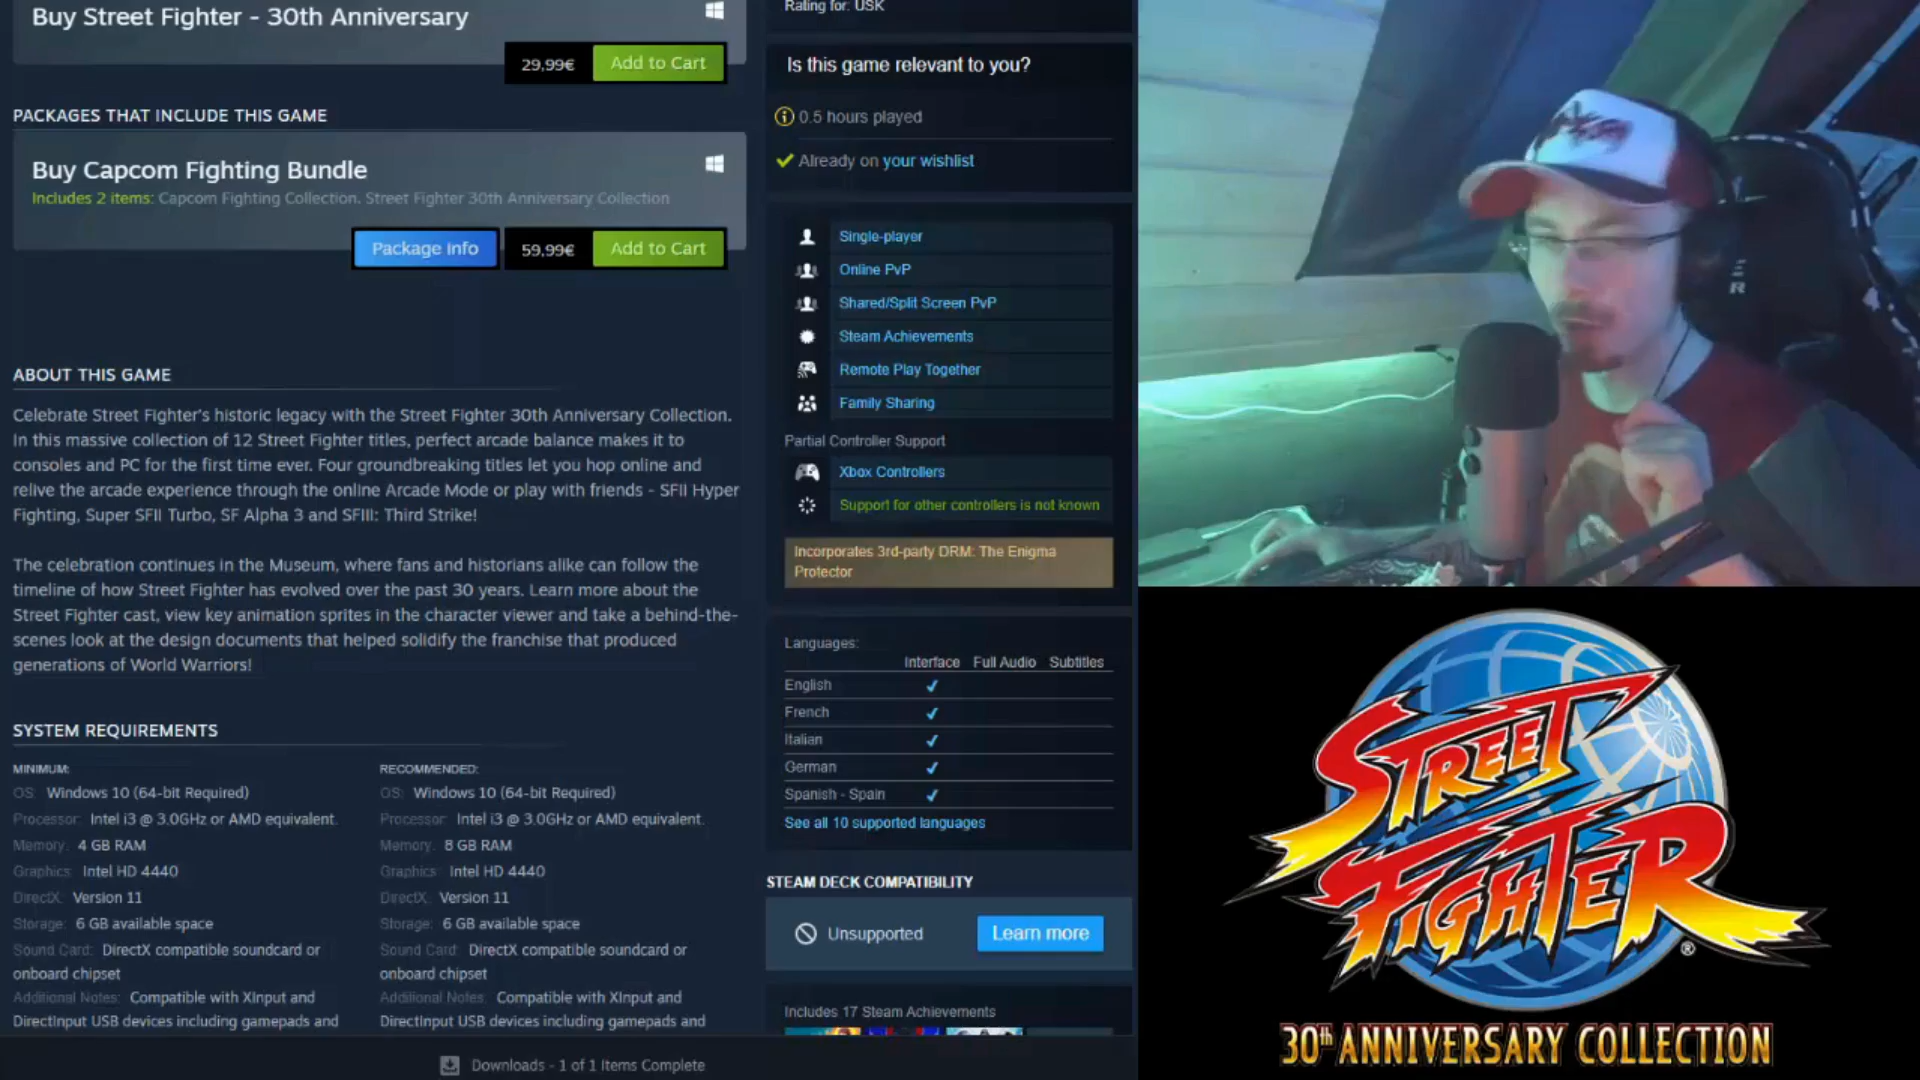 Buy Street Fighter - 30th Anniversary
29,99€ Add to Cart
PACKAGES THAT INCLUDE THIS GAME
Buy Capcom Fighting Bundle
Includes 2 items: Capcom Fighting Collection, Street Fighter 30th Anniversary Collection
Package info 59,99€ Add to Cart
ABOUT THIS GAME
Celebrate Street Fighter's historic legacy with the Street Fighter 30th Anniversary Collection.
In this massive collection of 12 Street Fighter titles, perfect arcade balance makes it to
consoles and PC for the first time ever. Four groundbreaking titles let you hop online and
relive the arcade experience through the online Arcade Mode or play with friends - SFII Hyper
Fighting, Super SFII Turbo, SF Alpha 3 and SFIII: Third Strike!
The celebration continues in the Museum, where fans and historians alike can follow the
timeline of how Street Fighter has evolved over the past 30 years. Learn more about the
Street Fighter cast, view key animation sprites in the character viewer and take a behind-the-
scenes look at the design documents that helped solidify the franchise that produced
generations of World Warriors!
SYSTEM REQUIREMENTS
MINIMUM:
OS: Windows 10 (64-bit Required)
Processor: Intel i3 @ 3.0GHz or AMD equivalent.
Memory: 4 GB RAM
Graphics: Intel HD 4440
DirectX: Version 11
Storage: 6 GB available space
Sound Card: DirectX compatible soundcard or
onboard chipset
Additional Notes: Compatible with XInput and
DirectInput USB devices including gamepads and
RECOMMENDED:
OS: Windows 10 (64-bit Required)
Processor: Intel i3 @ 3.0GHz or AMD equivalent.
Memory: 8 GB RAM
Graphics: Intel HD 4440
DirectX: Version 11
Storage: 6 GB available space
Sound Card: DirectX compatible soundcard or
onboard chipset
Additional Notes: Compatible with XInput and
DirectInput USB devices including gamepads and
Rating for: USK
Is this game relevant to you?
0.5 hours played
Already on your wishlist
Single-player
Online PvP
Shared/Split Screen PvP
Steam Achievements
Remote Play Together
Family Sharing
Partial Controller Support
Xbox Controllers
Support for other controllers is not known
Incorporates 3rd-party DRM: The Enigma
Protector
Languages:
Interface Full Audio Subtitles
English ✔
French ✔
Italian ✔
German ✔
Spanish - Spain ✔
See all 10 supported languages
STEAM DECK COMPATIBILITY
Unsupported Learn more
Includes 17 Steam Achievements
Downloads - 1 of 1 Items Complete
STREET
FIGHTER®
30th ANNIVERSARY COLLECTION